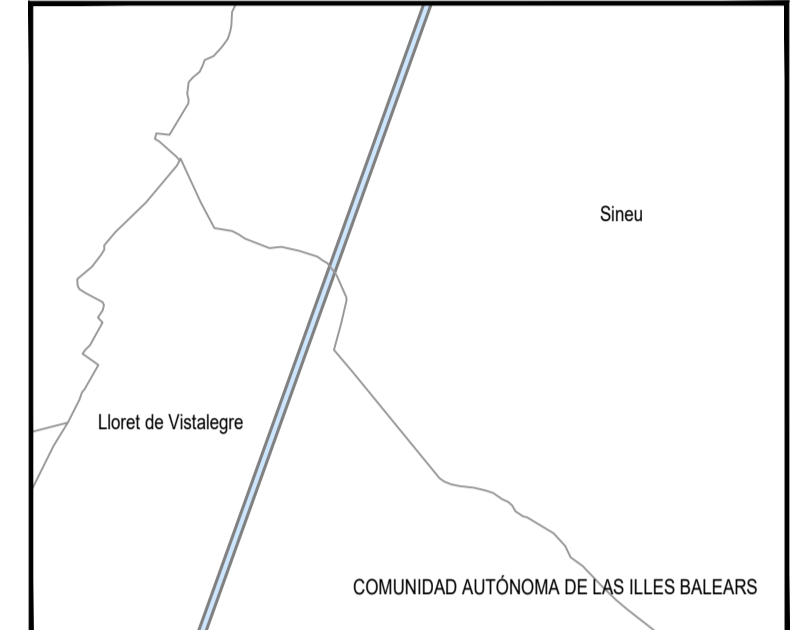 Sineu
Lloret de Vistalegre
COMUNIDAD AUTÓNOMA DE LAS ILLES BALEARS